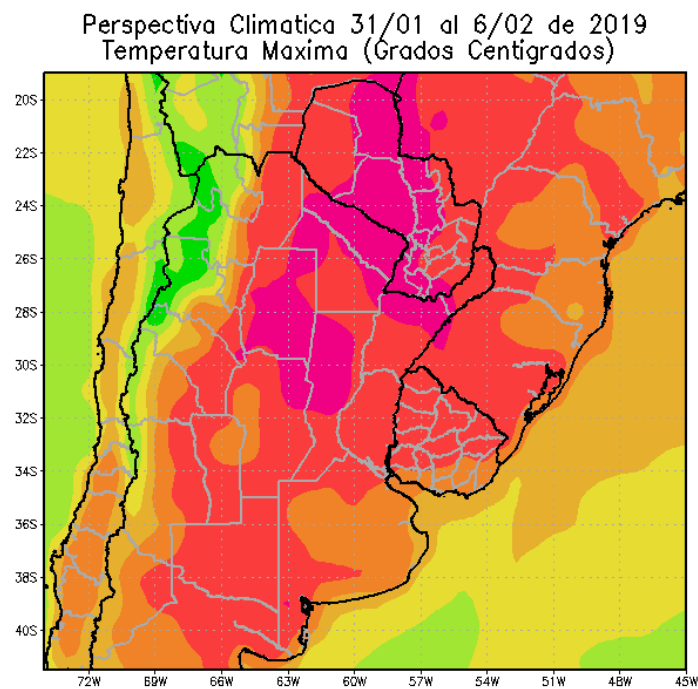 Perspectiva Climatica 31/01 al 6/02 de 2019
Temperatura Maxima (Grados Centigrados)
20S
22S
24S
26S
28S
30S
32S
34S
36S
38S
40S
72W 69W 66W 63W 60W 57W 54W 51W 48W 45W